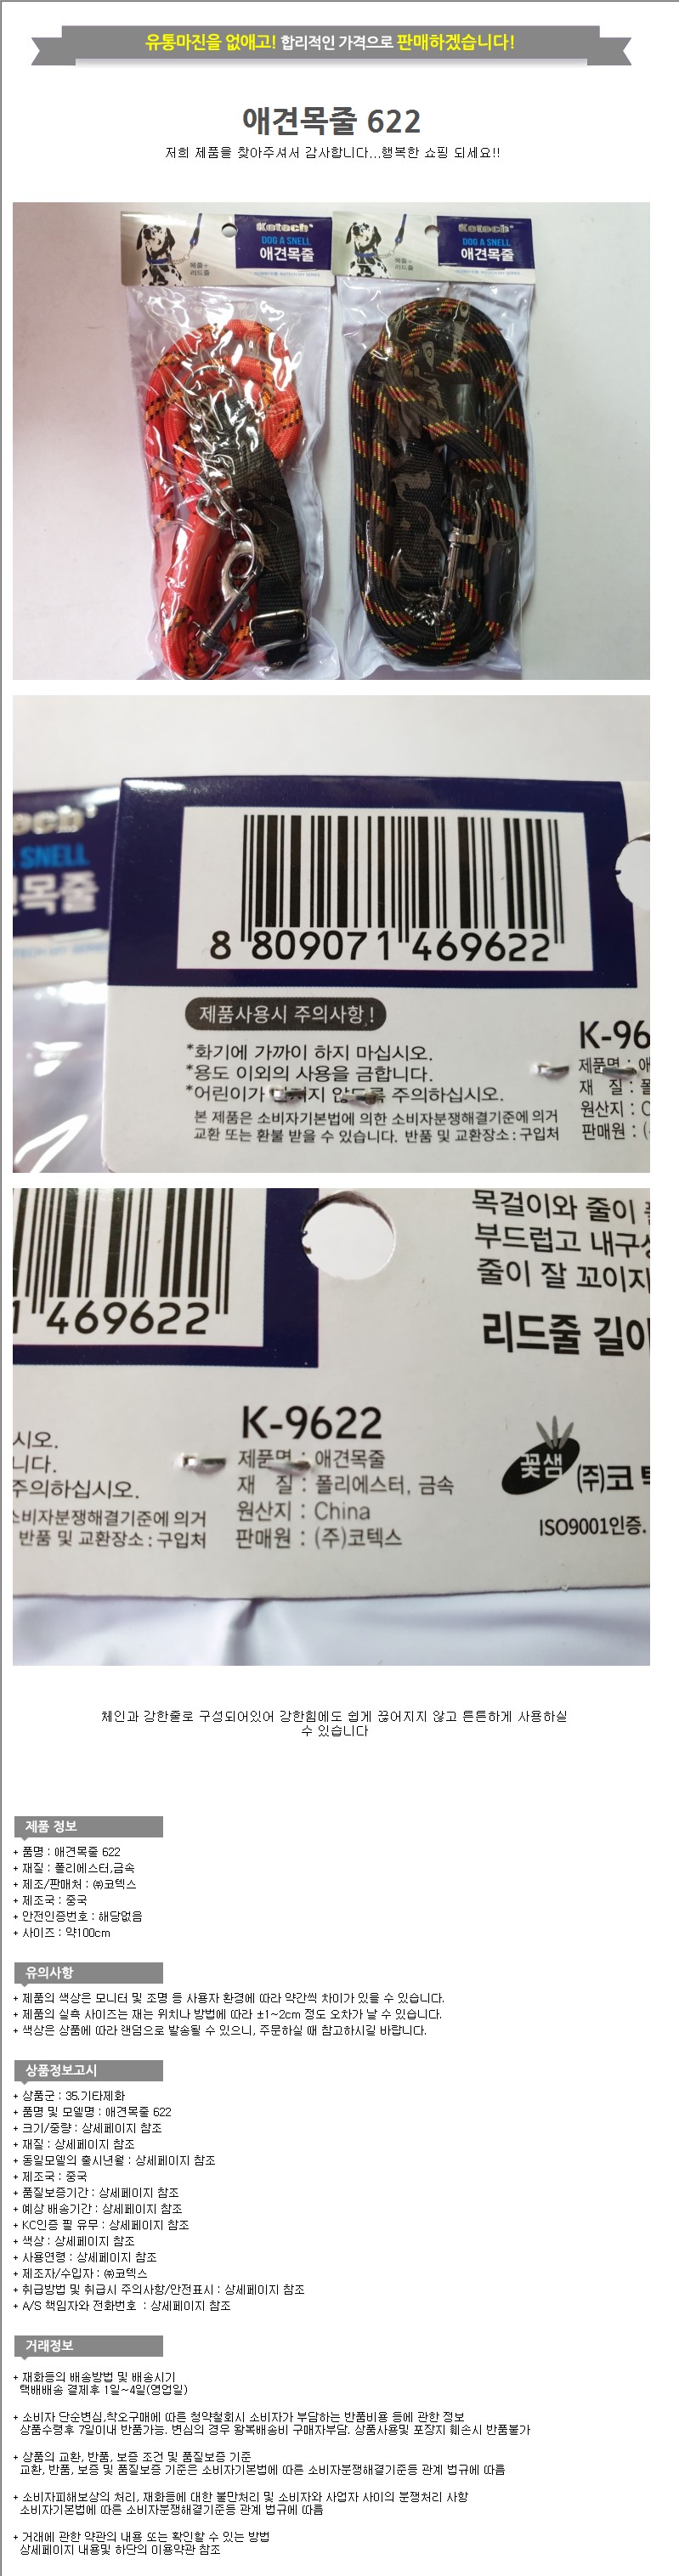 유통마진을 없애고! 합리적인 가격으로 판매하겠습니다!
애견목줄 622
저희 제품을 찾아주셔서 감사합니다...행복한 쇼핑 되세요!!
Kotech
DOG A SNELL
애견목줄
목줄+
리드줄
Kotech
DOG A SNELL
애견목줄
목줄+
리드줄
tech
SNELL
목줄
8 809071 469622
제품사용시 주의사항!
*화기에 가까이 하지 마십시오.
*용도 이외의 사용을 금합니다.
*어린이가 지 않도록 주의하십시오.
본 제품은 소비자기본법에 의한 소비자분쟁해결기준에 의거
교환 또는 환불 받을 수 있습니다. 반품 및 교환장소 : 구입처
K-96
제품명 : 애
재 질 : 폴
원산지 : C
판매원 : (
1 469622
목걸이와 줄이
부드럽고 내구성
줄이 잘 꼬이지
리드줄 길이
시오.
니다.
주의하십시오.
소비자분쟁해결기준에 의거
반품 및 교환장소 : 구입처
K-9622
제품명 : 애견목줄
재 질 : 폴리에스터, 금속
원산지 : China
판매원 : (주)코텍스
꽃샘 (주)코텍
ISO9001인증.
체인과 강한줄로 구성되어있어 강한힘에도 쉽게 끊어지지 않고 튼튼하게 사용하실
수 있습니다
제품 정보
+ 품명 : 애견목줄 622
+ 재질 : 폴리에스터,금속
+ 제조/판매처 : ㈜코텍스
+ 제조국 : 중국
+ 안전인증번호 : 해당없음
+ 사이즈 : 약100cm
유의사항
+ 제품의 색상은 모니터 및 조명 등 사용자 환경에 따라 약간씩 차이가 있을 수 있습니다.
+ 제품의 실측 사이즈는 재는 위치나 방법에 따라 ±1~2cm 정도 오차가 날 수 있습니다.
+ 색상은 상품에 따라 랜덤으로 발송될 수 있으니, 주문하실 때 참고하시길 바랍니다.
상품정보고시
+ 상품군 : 35.기타제화
+ 품명 및 모델명 : 애견목줄 622
+ 크기/중량 : 상세페이지 참조
+ 재질 : 상세페이지 참조
+ 동일모델의 출시년월 : 상세페이지 참조
+ 제조국 : 중국
+ 품질보증기간 : 상세페이지 참조
+ 예상 배송기간 : 상세페이지 참조
+ KC인증 필 유무 : 상세페이지 참조
+ 색상 : 상세페이지 참조
+ 사용연령 : 상세페이지 참조
+ 제조자/수입자 : ㈜코텍스
+ 취급방법 및 취급시 주의사항/안전표시 : 상세페이지 참조
+ A/S 책임자와 전화번호 : 상세페이지 참조
거래정보
+ 재화등의 배송방법 및 배송시기
택배배송 결제후 1일~4일(영업일)
+ 소비자 단순변심,착오구매에 따른 청약철회시 소비자가 부담하는 반품비용 등에 관한 정보
상품수령후 7일이내 반품가능. 변심의 경우 왕복배송비 구매자부담. 상품사용및 포장지 훼손시 반품불가
+ 상품의 교환, 반품, 보증 조건 및 품질보증 기준
교환, 반품, 보증 및 품질보증 기준은 소비자기본법에 따른 소비자분쟁해결기준등 관계 법규에 따름
+ 소비자피해보상의 처리, 재화등에 대한 불만처리 및 소비자와 사업자 사이의 분쟁처리 사항
소비자기본법에 따른 소비자분쟁해결기준등 관계 법규에 따름
+ 거래에 관한 약관의 내용 또는 확인할 수 있는 방법
상세페이지 내용및 하단의 이용약관 참조